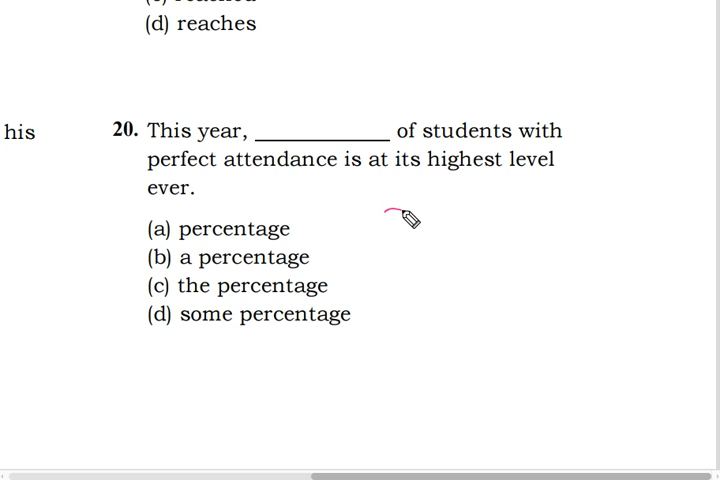 (d) reaches
his
20. This year, ____________ of students with
perfect attendance is at its highest level
ever.
(a) percentage
(b) a percentage
(c) the percentage
(d) some percentage